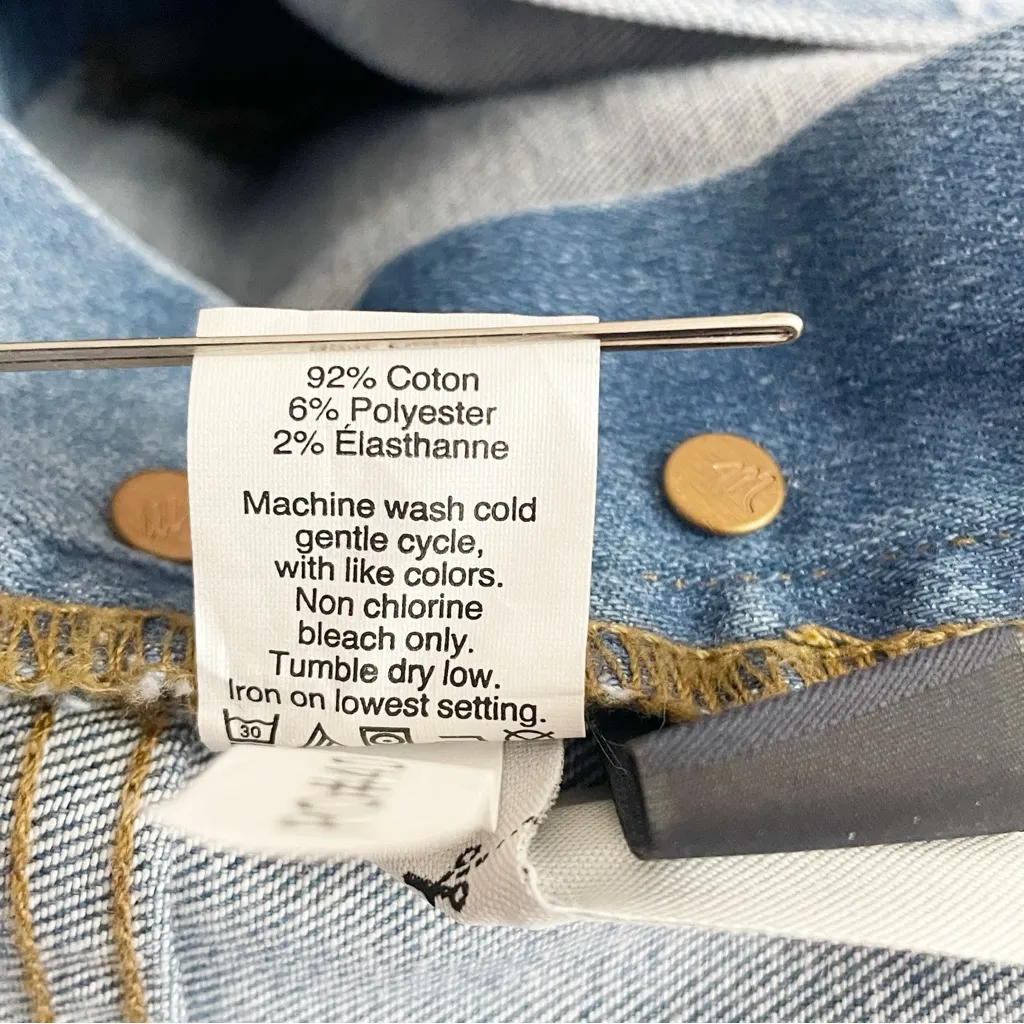 92% Coton
6% Polyester
2% Élasthanne
Machine wash cold
gentle cycle,
with like colors.
Non chlorine
bleach only.
Tumble dry low.
Iron on lowest setting.
30